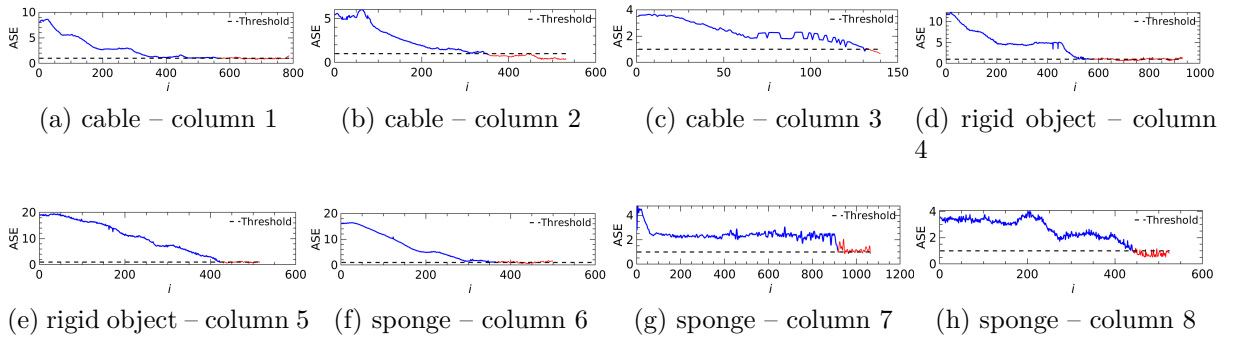 10
5
0
ASE
--Threshold
0 200 400 600 800
i
(a) cable – column 1
5
3
1
ASE
--Threshold
0 200 400 600
i
(b) cable – column 2
4
2
0
ASE
--Threshold
0 50 100 150
i
(c) cable – column 3
12
8
4
0
ASE
--Threshold
0 200 400 600 800 1000
i
(d) rigid object – column
4
20
10
0
ASE
--Threshold
0 200 400 600
i
(e) rigid object – column 5
20
10
0
ASE
--Threshold
0 200 400 600
i
(f) sponge – column 6
4
2
0
ASE
--Threshold
0 200 400 600 800 1000 1200
i
(g) sponge – column 7
4
2
0
ASE
--Threshold
0 200 400 600
i
(h) sponge – column 8